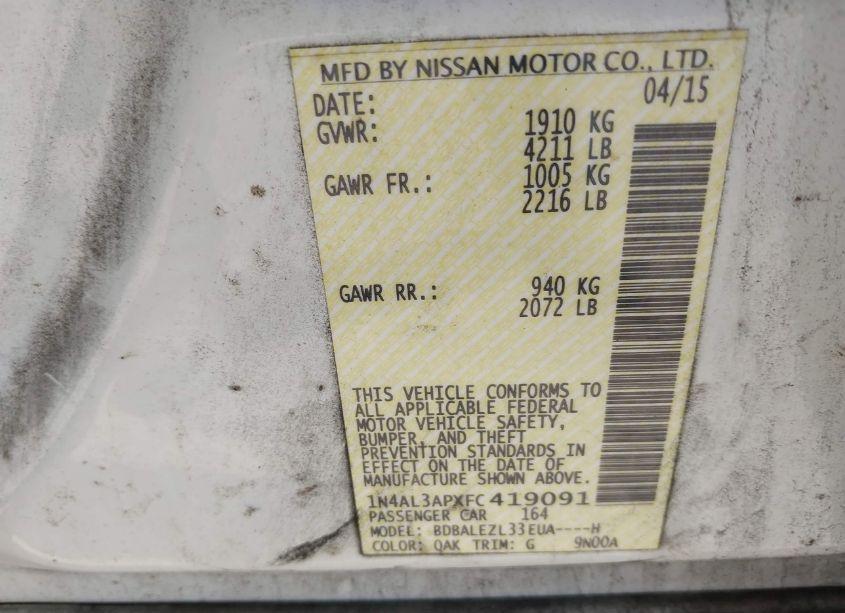 MFD BY NISSAN MOTOR CO., LTD.
DATE: 04/15
GVWR: 1910 KG
4211 LB
GAWR FR.: 1005 KG
2216 LB
GAWR RR.: 940 KG
2072 LB
THIS VEHICLE CONFORMS TO
ALL APPLICABLE FEDERAL
MOTOR VEHICLE SAFETY,
BUMPER, AND THEFT
PREVENTION STANDARDS IN
EFFECT ON THE DATE OF
MANUFACTURE SHOWN ABOVE.
1N4AL3APXFC419091
PASSENGER CAR 164
MODEL: BDBALEZL33EUA----H
COLOR: QAK TRIM: G 9N00A